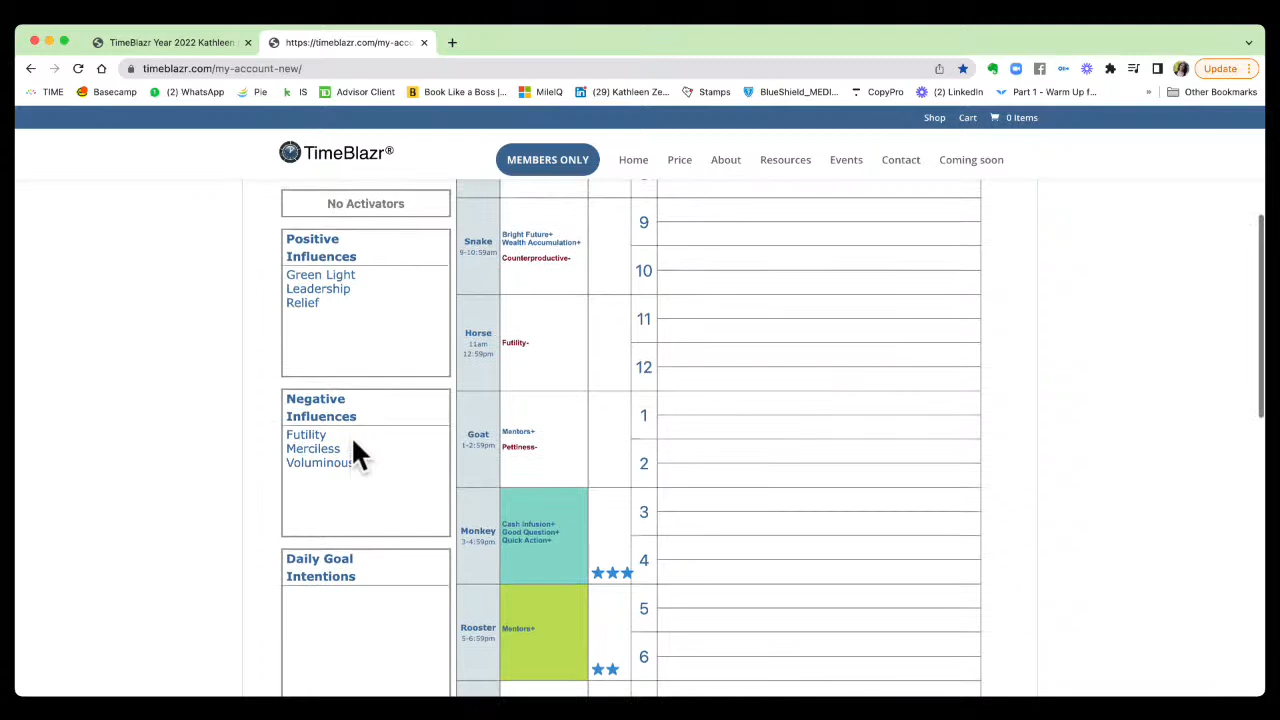 TimeBlazr Year 2022 Kathleen
https://timeblazr.com/my-acco
timeblazr.com/my-account-new/
Update
TIME
Basecamp
(2) WhatsApp
Pie
IS
Advisor Client
Book Like a Boss |...
MileIQ
(29) Kathleen Ze...
Stamps
BlueShield_MEDI...
CopyPro
(2) LinkedIn
Part 1 - Warm Up f...
»
Other Bookmarks
Shop
Cart
0 Items
TimeBlazr®
MEMBERS ONLY
Home
Price
About
Resources
Events
Contact
Coming soon
No Activators
Positive
Influences
Green Light
Leadership
Relief
Negative
Influences
Futility
Merciless
Voluminous
Daily Goal
Intentions
Snake
9-10:59am
Bright Future+
Wealth Accumulation+
Counterproductive-
Horse
11am
12:59pm
Futility-
Goat
1-2:59pm
Mentors+
Pettiness-
Monkey
3-4:59pm
Cash Infusion+
Good Question+
Quick Action+
Rooster
5-6:59pm
Mentors+
9
10
11
12
1
2
3
4
5
6